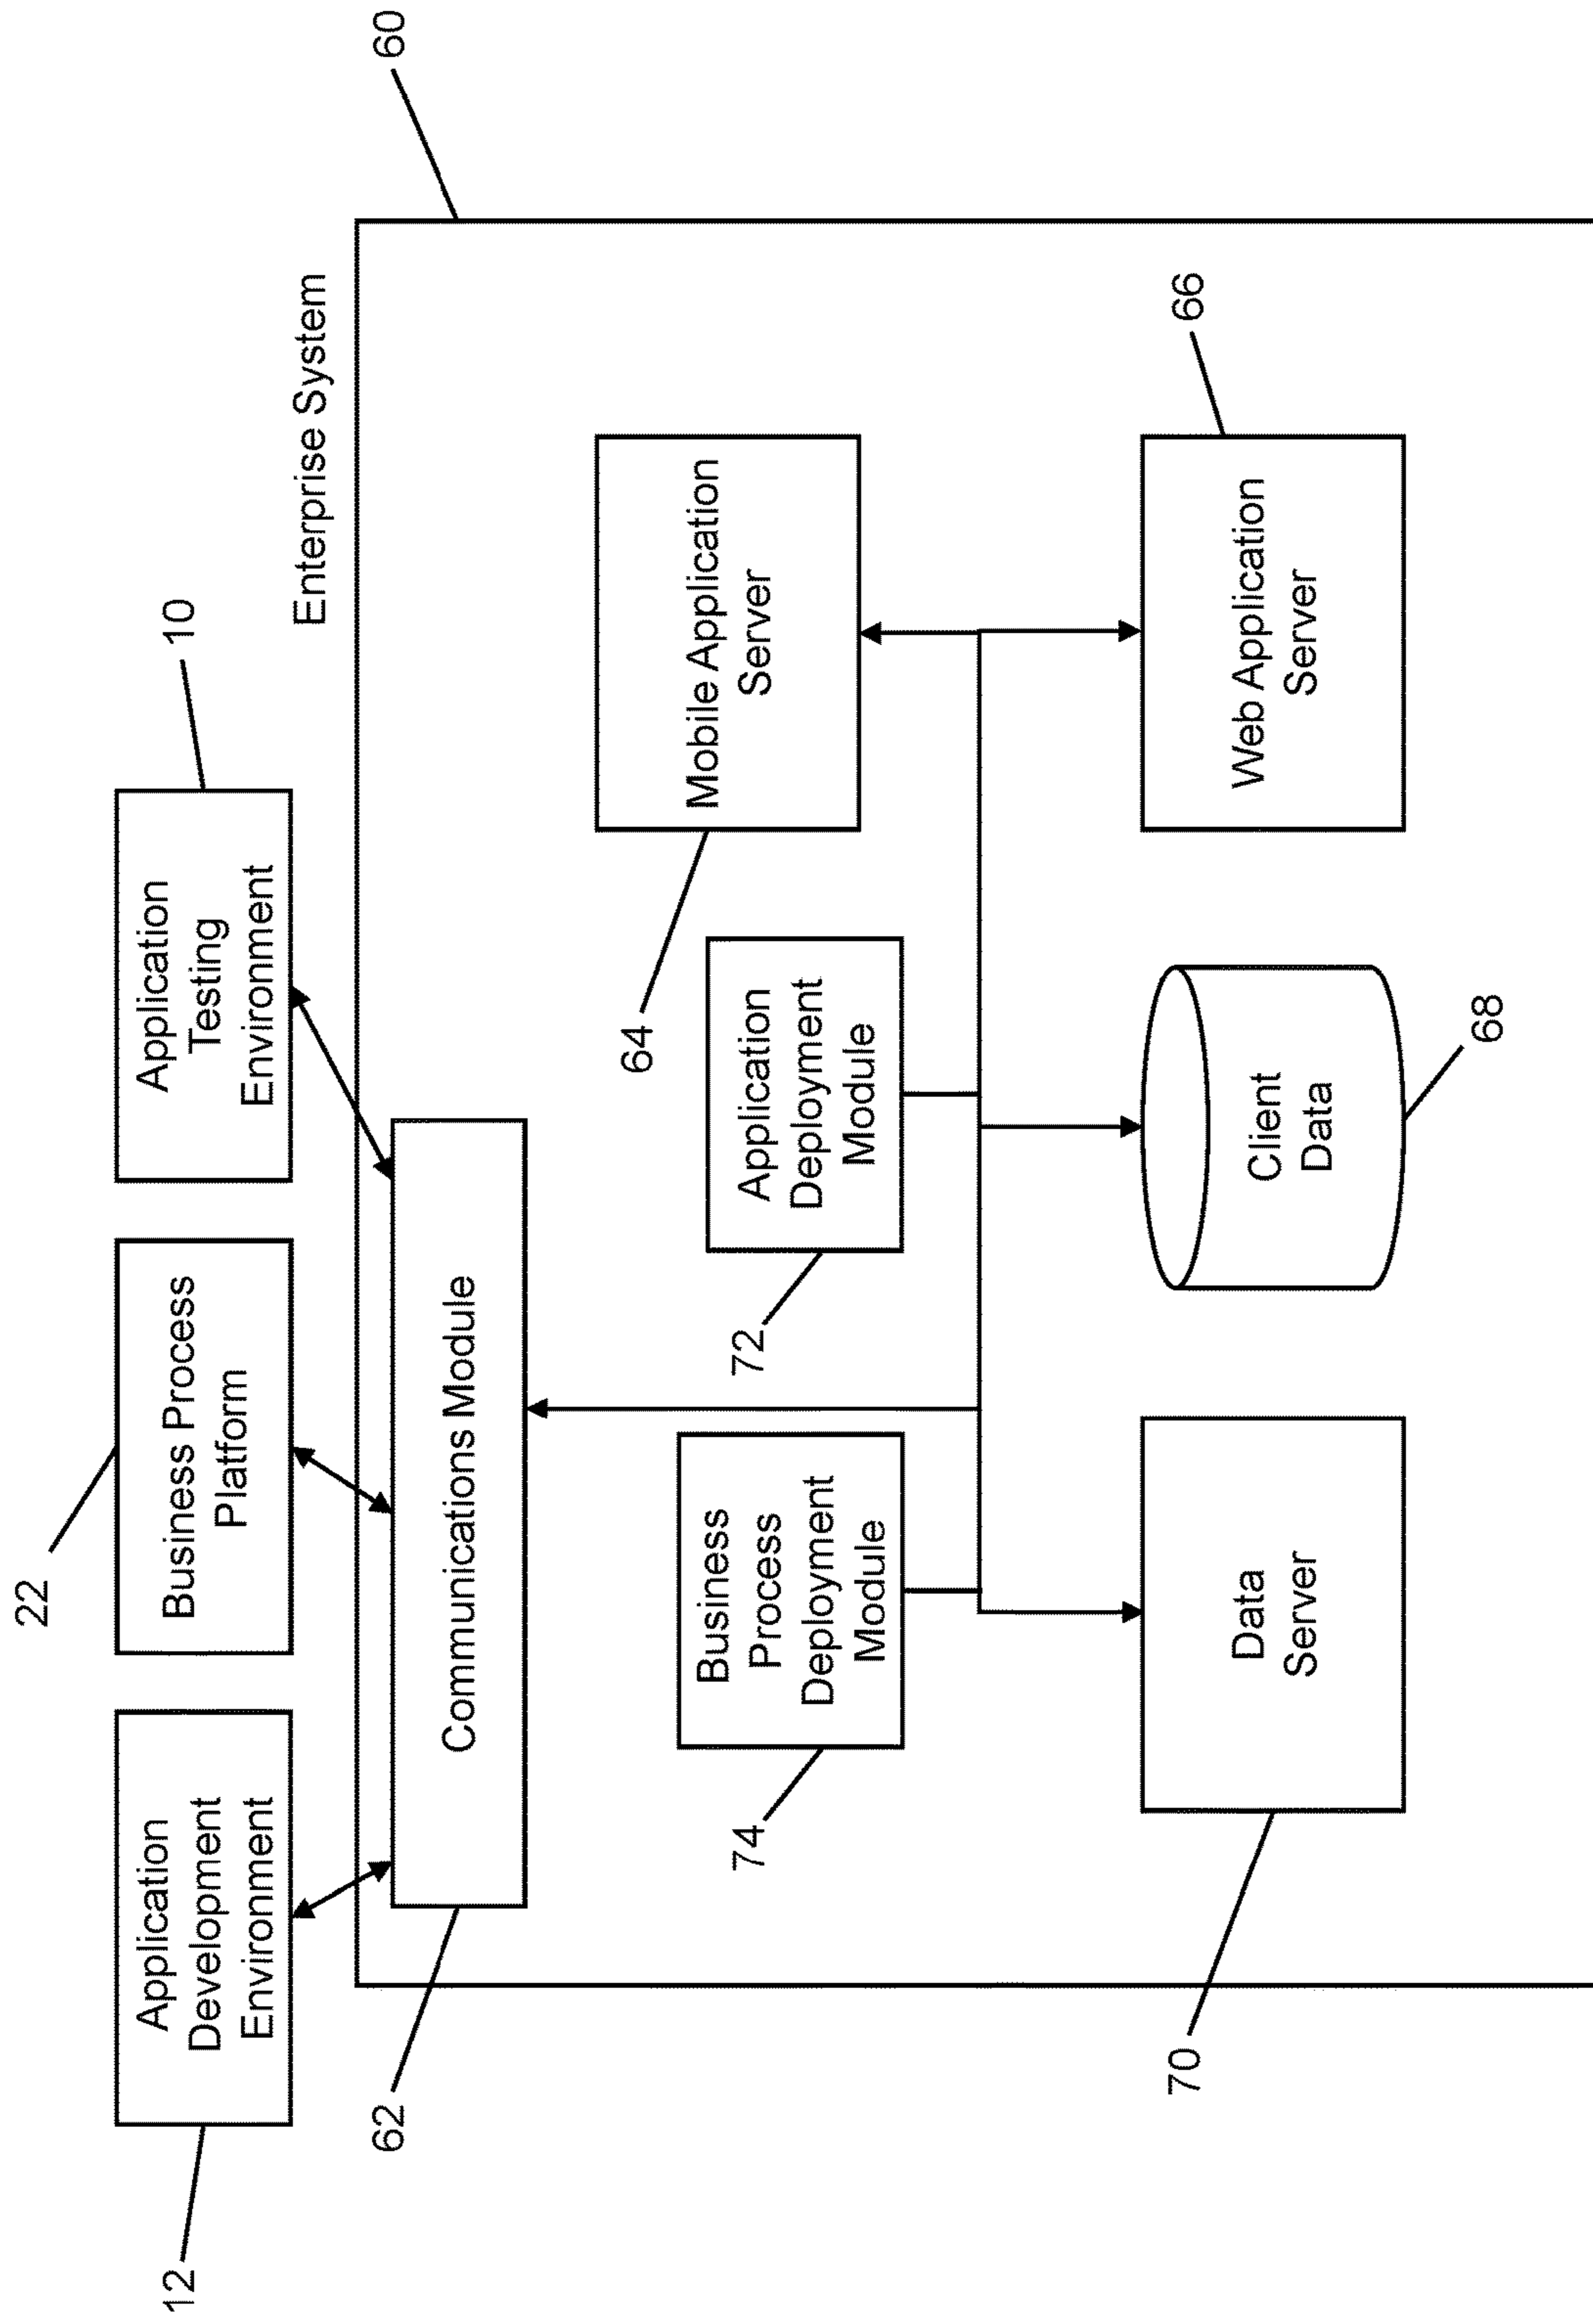 12
Application
Development
Environment
22
Business Process
Platform
Application
Testing
Environment
10
Enterprise System
60
62
Communications Module
74
Business
Process
Deployment
Module
72
Application
Deployment
Module
64
Mobile Application
Server
70
Data
Server
Client
Data
68
Web Application
Server
66